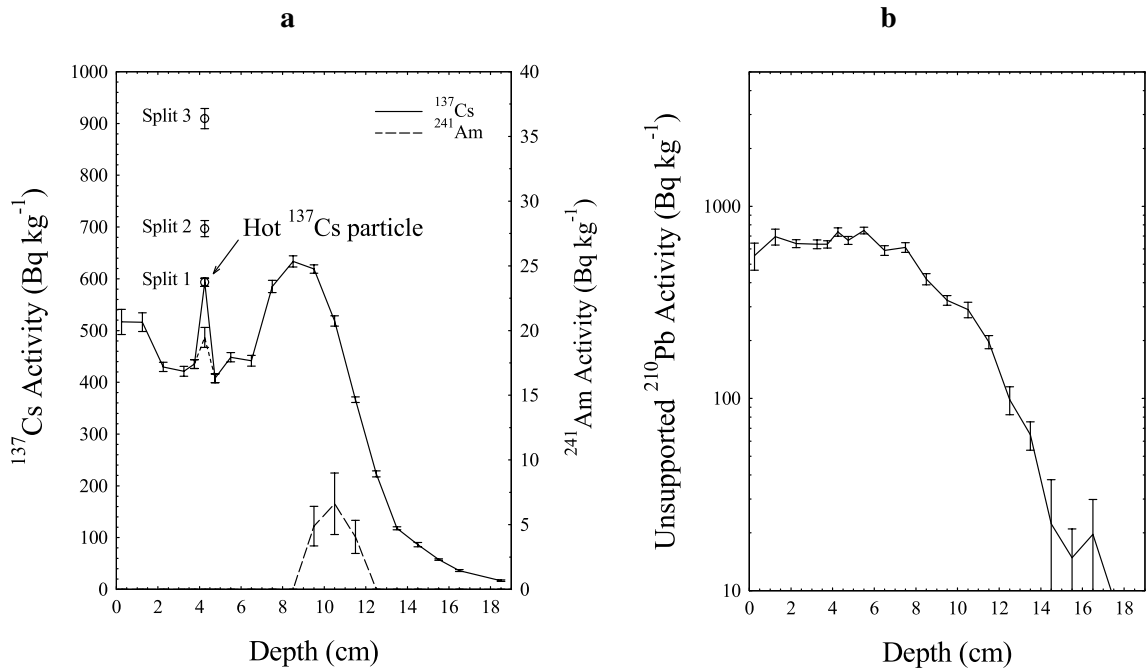 a
b
1000
900
800
700
600
500
400
300
200
100
0
40
35
30
25
20
15
10
5
0
Split 3
Split 2
Split 1
Hot ¹³⁷Cs particle
¹³⁷Cs
²⁴¹Am
¹³⁷Cs Activity (Bq kg⁻¹)
²⁴¹Am Activity (Bq kg⁻¹)
0 2 4 6 8 10 12 14 16 18
Depth (cm)
Unsupported ²¹⁰Pb Activity (Bq kg⁻¹)
1000
100
10
0 2 4 6 8 10 12 14 16 18
Depth (cm)